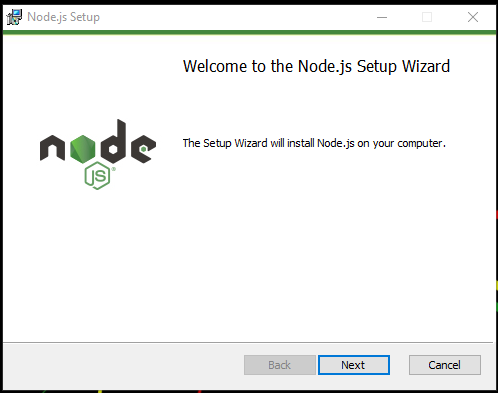 Node.js Setup
Welcome to the Node.js Setup Wizard
node
JS®
The Setup Wizard will install Node.js on your computer.
Back
Next
Cancel